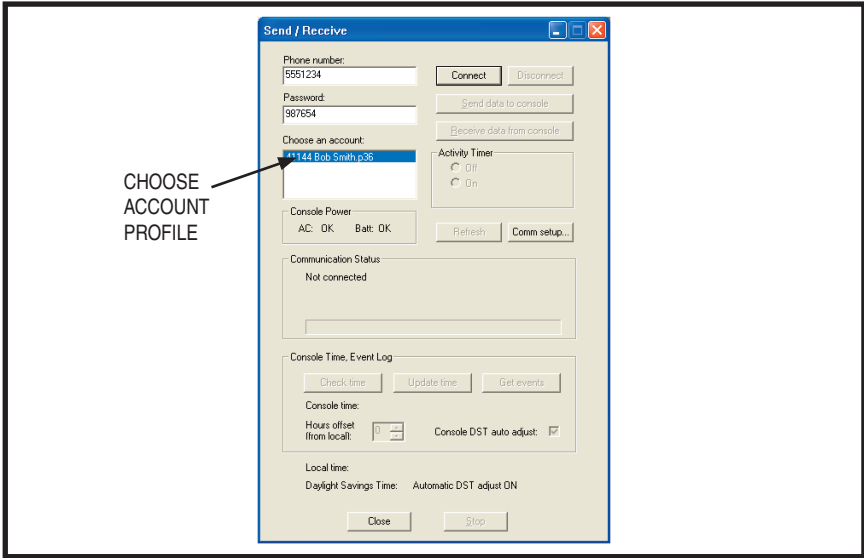 Send / Receive
Phone number:
5551234
Connect
Disconnect
Password:
987654
Send data to console
Receive data from console
Choose an account:
41144 Bob Smith.p36
Activity Timer
Off
On
CHOOSE
ACCOUNT
PROFILE
Console Power
AC: OK Batt: OK
Refresh
Comm setup...
Communication Status
Not connected
Console Time, Event Log
Check time
Update time
Get events
Console time:
Hours offset
(from local):
0
Console DST auto adjust:
Local time:
Daylight Savings Time: Automatic DST adjust ON
Close
Stop